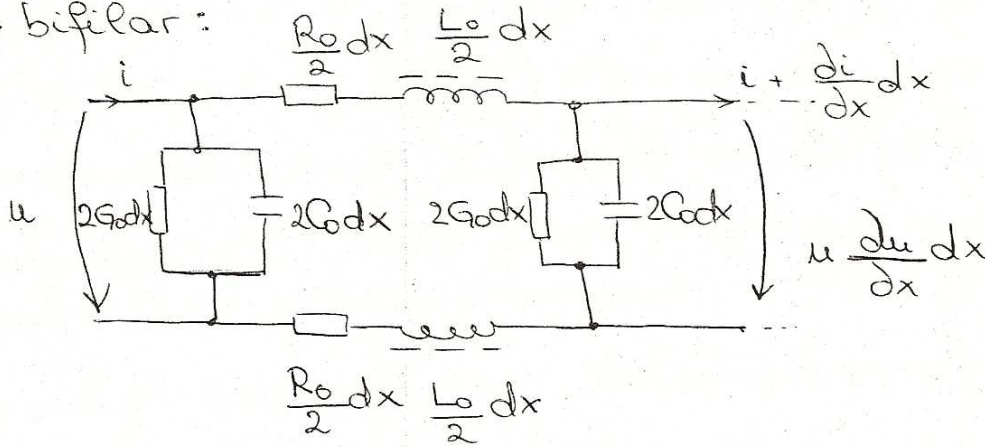 bifilar:
R₀/2 dx L₀/2 dx
i
i + ∂i/∂x dx
u
2G₀dx
2C₀dx
2G₀dx
2C₀dx
u ∂u/∂x dx
R₀/2 dx L₀/2 dx